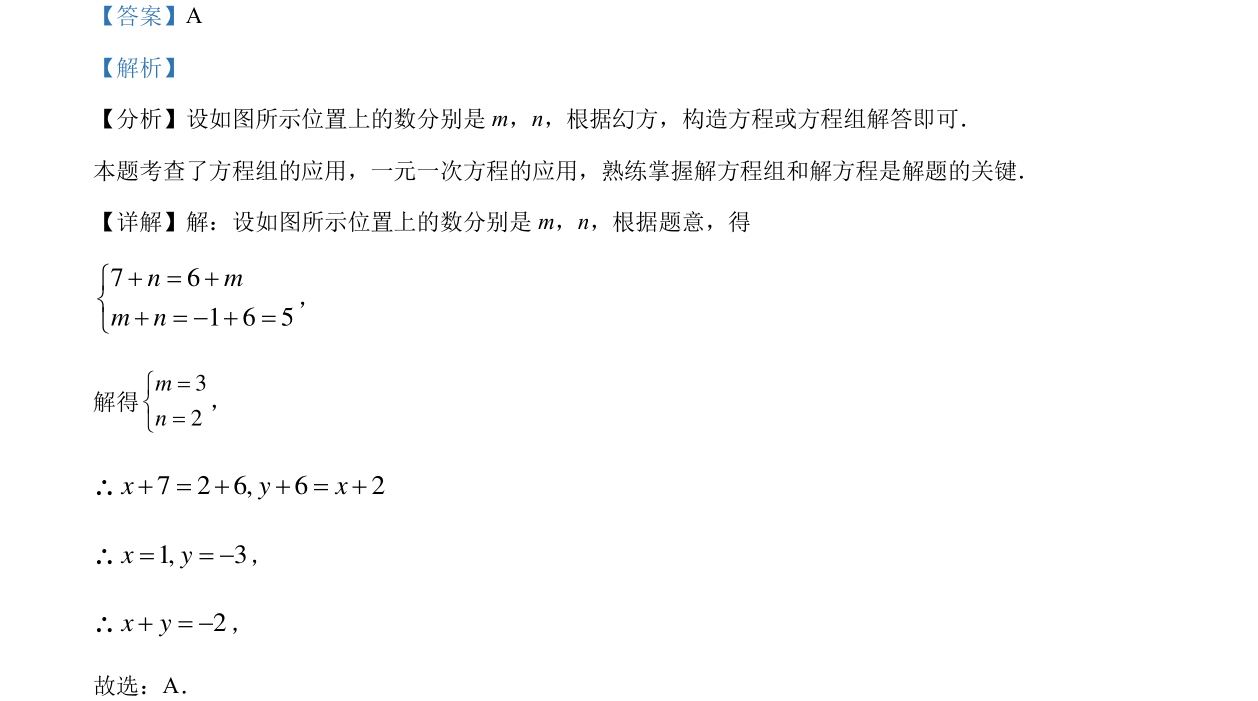 【答案】A
【解析】
【分析】设如图所示位置上的数分别是 m，n，根据幻方，构造方程或方程组解答即可．
本题考查了方程组的应用，一元一次方程的应用，熟练掌握解方程组和解方程是解题的关键．
【详解】解：设如图所示位置上的数分别是 m，n，根据题意，得
{7+n=6+m
m+n=−1+6=5，
解得{m=3
n=2，
∴ x+7=2+6, y+6=x+2
∴ x=1, y=−3，
∴ x+y=−2，
故选：A．